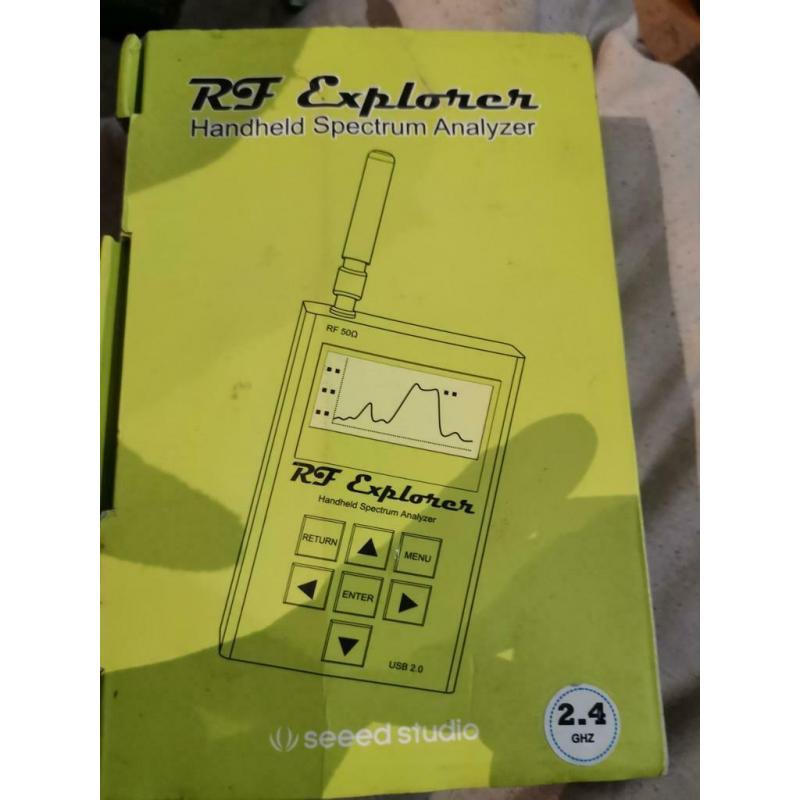 RF Explorer
Handheld Spectrum Analyzer
RF 50Ω
RF Explorer
Handheld Spectrum Analyzer
RETURN
MENU
ENTER
USB 2.0
seeed studio
2.4
GHZ